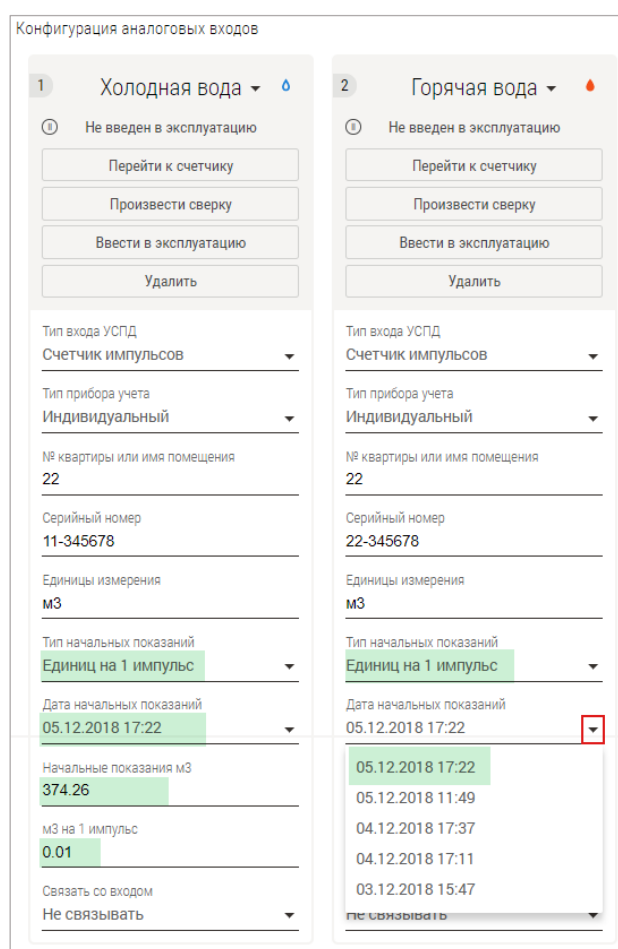 Конфигурация аналоговых входов
1
Холодная вода
Не введен в эксплуатацию
Перейти к счетчику
Произвести сверку
Ввести в эксплуатацию
Удалить
Тип входа УСПД
Счетчик импульсов
Тип прибора учета
Индивидуальный
№ квартиры или имя помещения
22
Серийный номер
11-345678
Единицы измерения
м3
Тип начальных показаний
Единиц на 1 импульс
Дата начальных показаний
05.12.2018 17:22
Начальные показания м3
374.26
м3 на 1 импульс
0.01
Связать со входом
Не связывать
2
Горячая вода
Не введен в эксплуатацию
Перейти к счетчику
Произвести сверку
Ввести в эксплуатацию
Удалить
Тип входа УСПД
Счетчик импульсов
Тип прибора учета
Индивидуальный
№ квартиры или имя помещения
22
Серийный номер
22-345678
Единицы измерения
м3
Тип начальных показаний
Единиц на 1 импульс
Дата начальных показаний
05.12.2018 17:22
05.12.2018 17:22
05.12.2018 11:49
04.12.2018 17:37
04.12.2018 17:11
03.12.2018 15:47
Не связывать